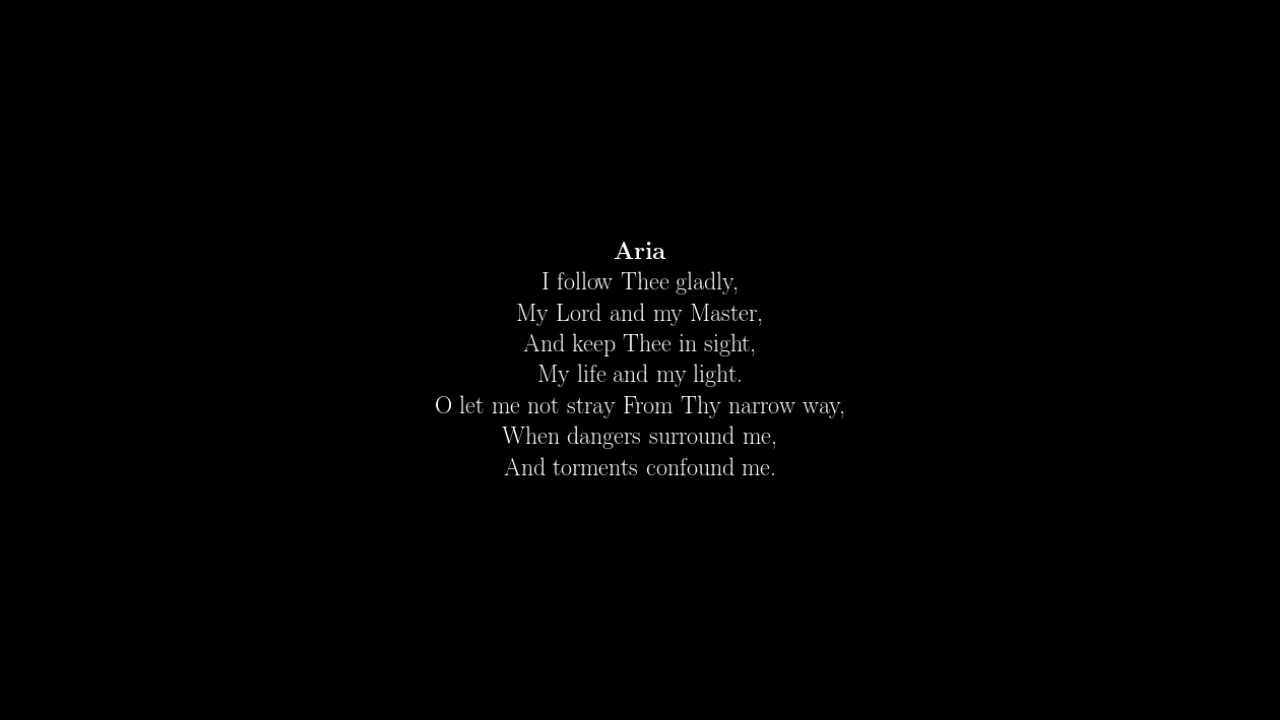 Aria
I follow Thee gladly,
My Lord and my Master,
And keep Thee in sight,
My life and my light.
O let me not stray From Thy narrow way,
When dangers surround me,
And torments confound me.